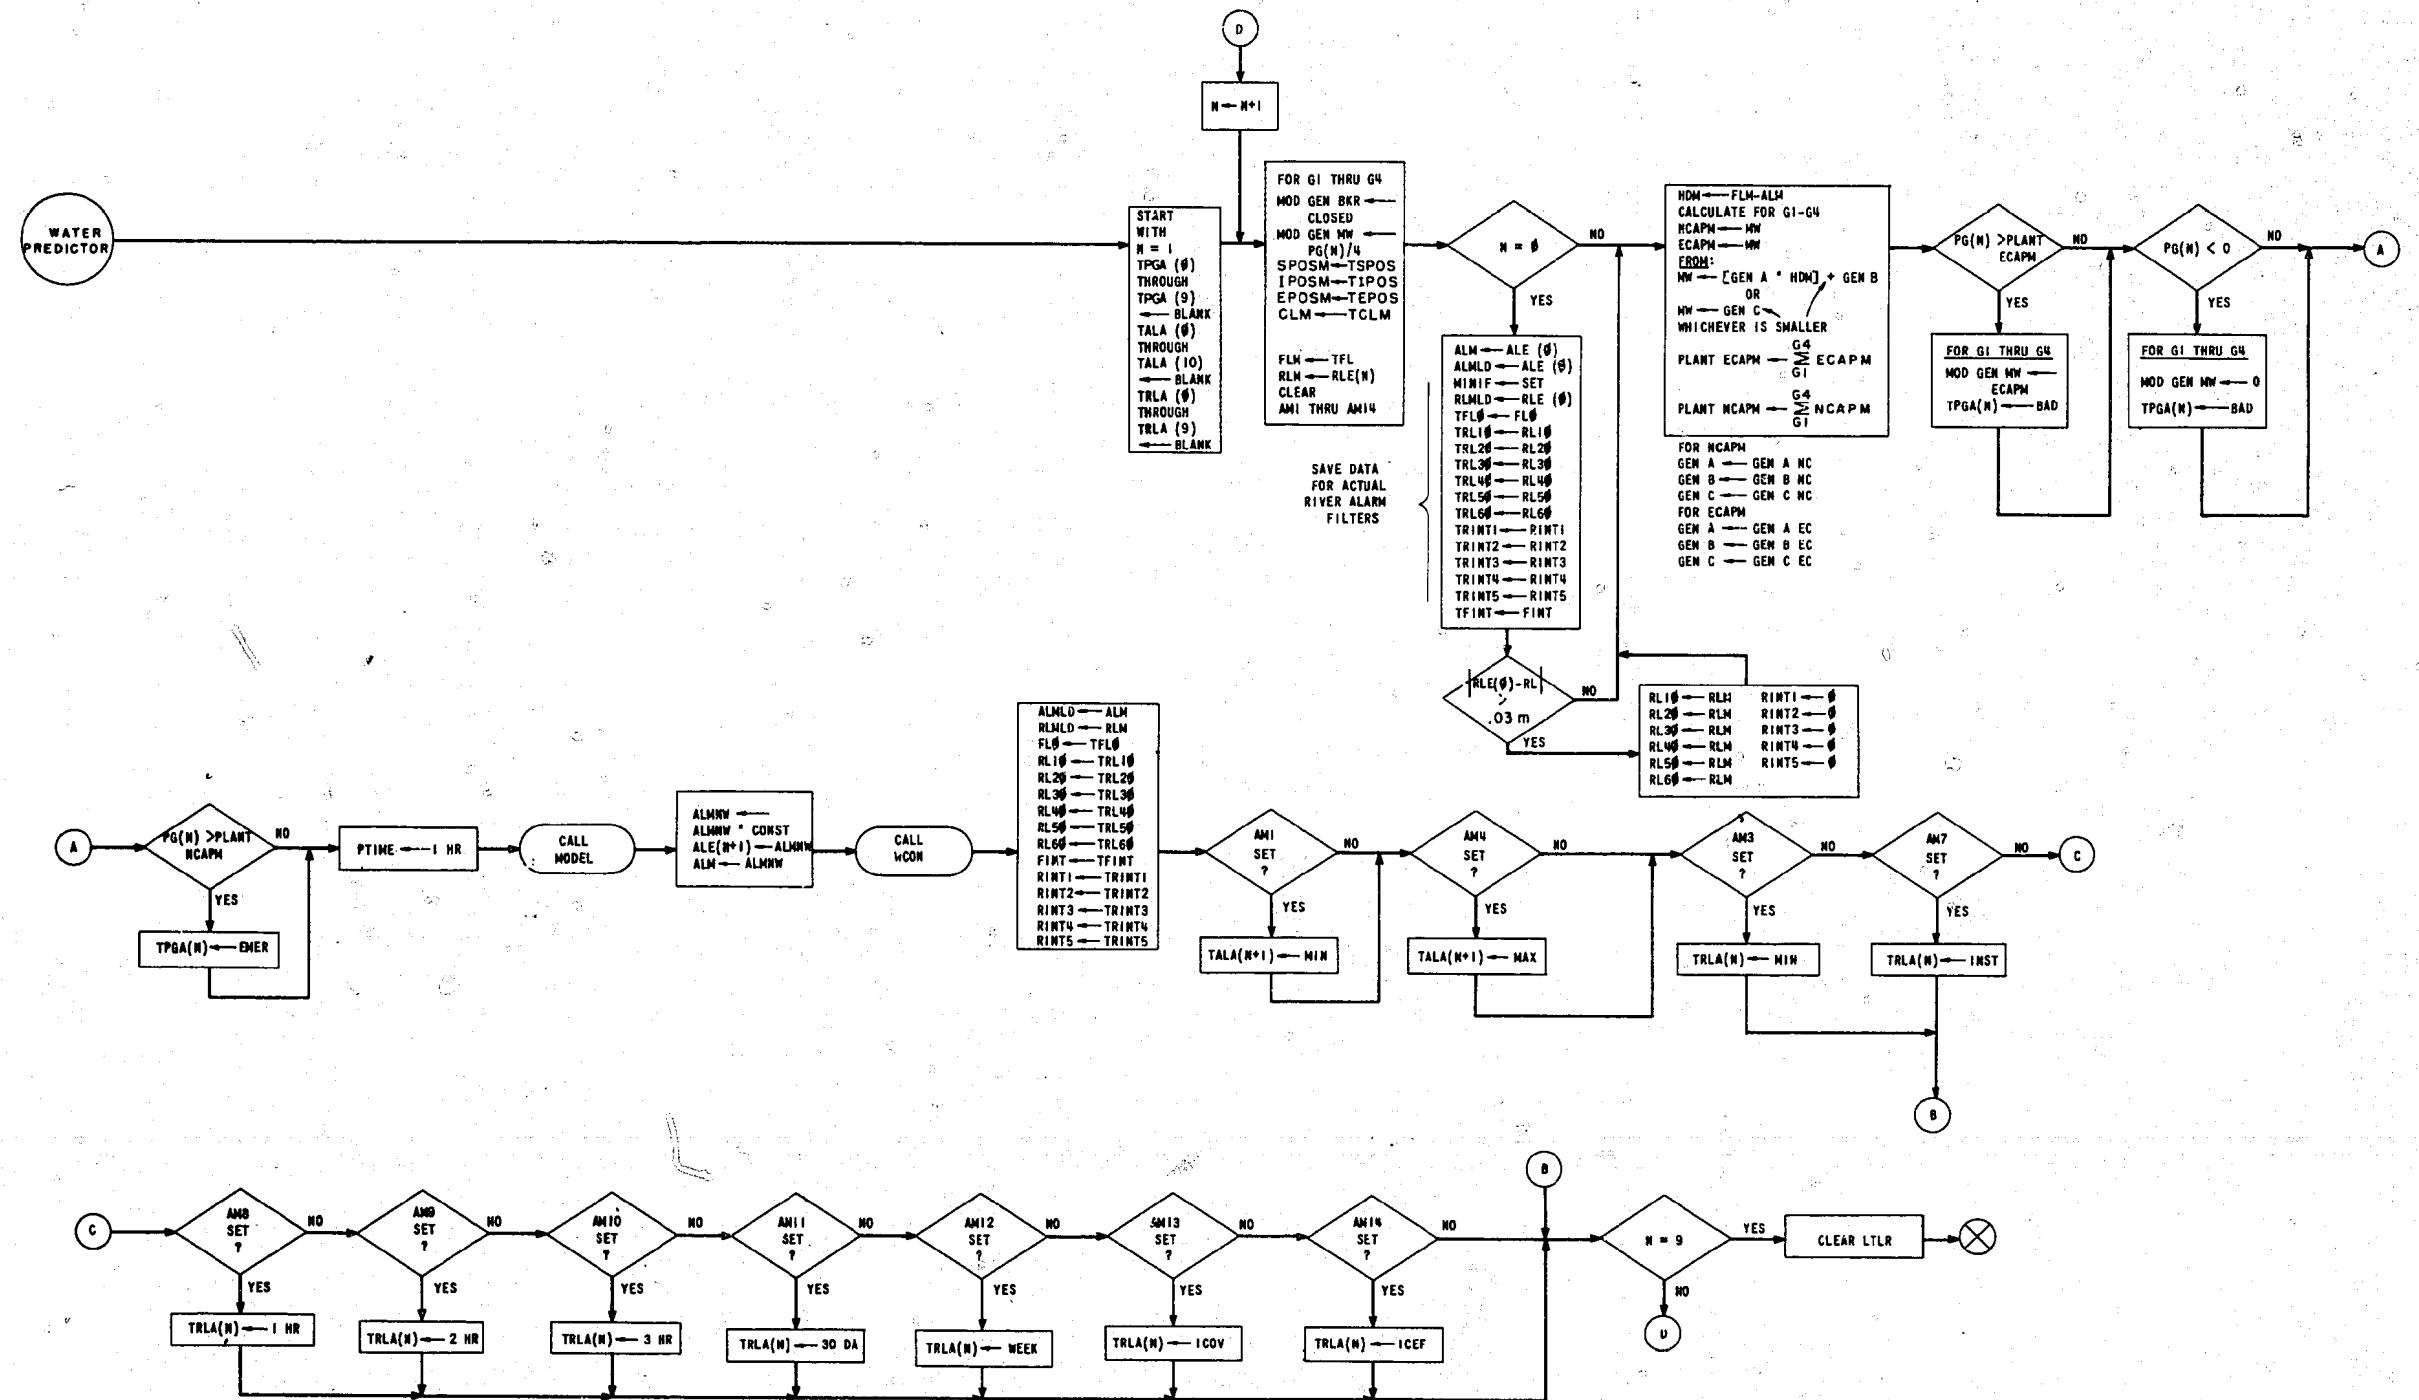 D
N ← N+1
WATER
PREDICTOR
START
WITH
N = 1
TPGA (0)
THROUGH
TPGA (9)
← BLANK
TALA (0)
THROUGH
TALA (10)
← BLANK
TRLA (0)
THROUGH
TRLA (9)
← BLANK
FOR G1 THRU G4
MOD GEN BKR ←
CLOSED
MOD GEN MW ←
PG(N)/4
SPOSM ← TSPOS
IPOSM ← TIPOS
EPOSM ← TEPOS
CLM ← TCLM
FLM ← TFL
RLM ← RLE(N)
CLEAR
AM1 THRU AM14
N = 0
NO
YES
ALM ← ALE (0)
ALMLD ← ALE (0)
MINIF ← SET
RLMLD ← RLE (0)
TFL0 ← FL0
TRL10 ← RL10
TRL20 ← RL20
TRL30 ← RL30
TRL40 ← RL40
TRL50 ← RL50
TRL60 ← RL60
TRINT1 ← RINT1
TRINT2 ← RINT2
TRINT3 ← RINT3
TRINT4 ← RINT4
TRINT5 ← RINT5
TFINT ← FINT
SAVE DATA
FOR ACTUAL
RIVER ALARM
FILTERS
|RLE(0)-RL|
>
.03 m
NO
YES
RL10 ← RLM RINT1 ← 0
RL20 ← RLM RINT2 ← 0
RL30 ← RLM RINT3 ← 0
RL40 ← RLM RINT4 ← 0
RL50 ← RLM RINT5 ← 0
RL60 ← RLM
HDM ← FLM-ALM
CALCULATE FOR G1-G4
NCAPM ← MW
ECAPM ← MW
FROM:
MW ← [GEN A * HDM] + GEN B
OR
MW ← GEN C
WHICHEVER IS SMALLER
G4
PLANT ECAPM ← Σ ECAPM
G1
G4
PLANT NCAPM ← Σ NCAPM
G1
FOR NCAPM
GEN A ← GEN A NC
GEN B ← GEN B NC
GEN C ← GEN C NC
FOR ECAPM
GEN A ← GEN A EC
GEN B ← GEN B EC
GEN C ← GEN C EC
PG(N) >PLANT
ECAPM
NO
YES
FOR G1 THRU G4
MOD GEN MW ←
ECAPM
TPGA(N) ← BAD
PG(N) < 0
NO
YES
FOR G1 THRU G4
MOD GEN MW ← 0
TPGA(N) ← BAD
A
A
PG(N) >PLANT
NCAPM
NO
YES
TPGA(N) ← EMER
PTIME ← 1 HR
CALL
MODEL
ALMNW ←
ALMNW * CONST
ALE(N+1) ← ALMNW
ALM ← ALMNW
CALL
WCON
ALMLD ← ALM
RLMLD ← RLM
FL0 ← TFL0
RL10 ← TRL10
RL20 ← TRL20
RL30 ← TRL30
RL40 ← TRL40
RL50 ← TRL50
RL60 ← TRL60
FINT ← TFINT
RINT1 ← TRINT1
RINT2 ← TRINT2
RINT3 ← TRINT3
RINT4 ← TRINT4
RINT5 ← TRINT5
AM1
SET
?
NO
YES
TALA(N+1) ← MIN
AM4
SET
?
NO
YES
TALA(N+1) ← MAX
AM3
SET
?
NO
YES
TRLA(N) ← MIN
AM7
SET
?
NO
YES
TRLA(N) ← INST
C
B
C
AM8
SET
?
NO
YES
TRLA(N) ← 1 HR
AM9
SET
?
NO
YES
TRLA(N) ← 2 HR
AM10
SET
?
NO
YES
TRLA(N) ← 3 HR
AM11
SET
?
NO
YES
TRLA(N) ← 30 DA
AM12
SET
?
NO
YES
TRLA(N) ← WEEK
AM13
SET
?
NO
YES
TRLA(N) ← ICOV
AM14
SET
?
NO
YES
TRLA(N) ← ICEF
B
N = 9
YES
NO
CLEAR LTLR
D